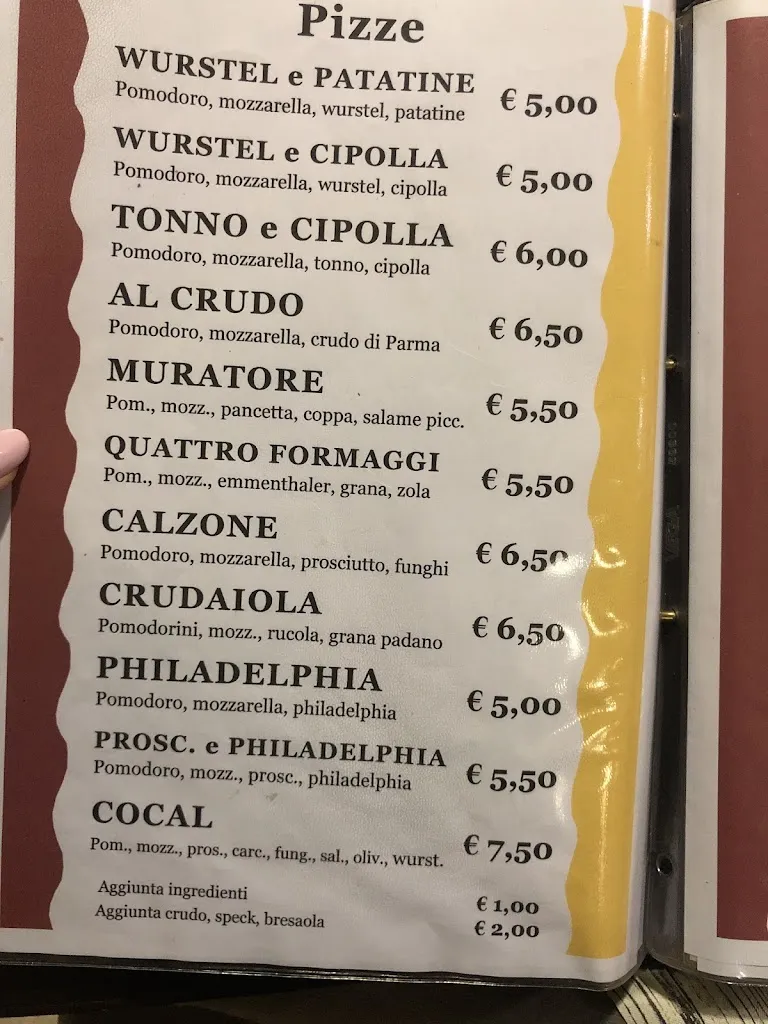 Pizze
WURSTEL e PATATINE € 5,00
Pomodoro, mozzarella, wurstel, patatine
WURSTEL e CIPOLLA € 5,00
Pomodoro, mozzarella, wurstel, cipolla
TONNO e CIPOLLA € 6,00
Pomodoro, mozzarella, tonno, cipolla
AL CRUDO € 6,50
Pomodoro, mozzarella, crudo di Parma
MURATORE € 5,50
Pom., mozz., pancetta, coppa, salame picc.
QUATTRO FORMAGGI € 5,50
Pom., mozz., emmenthaler, grana, zola
CALZONE € 6,50
Pomodoro, mozzarella, prosciutto, funghi
CRUDAIOLA € 6,50
Pomodorini, mozz., rucola, grana padano
PHILADELPHIA € 5,00
Pomodoro, mozzarella, philadelphia
PROSC. e PHILADELPHIA € 5,50
Pomodoro, mozz., prosc., philadelphia
COCAL € 7,50
Pom., mozz., pros., carc., fung., sal., oliv., wurst.
Aggiunta ingredienti € 1,00
Aggiunta crudo, speck, bresaola € 2,00